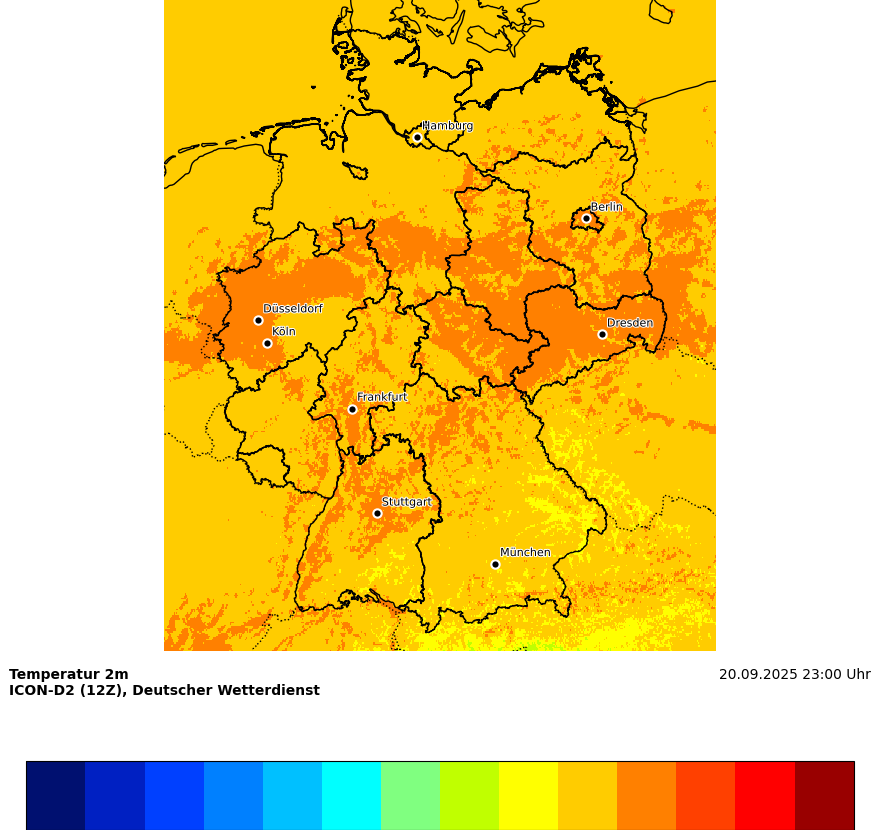 Hamburg
Berlin
Düsseldorf
Köln
Dresden
Frankfurt
Stuttgart
München
Temperatur 2m
20.09.2025 23:00 Uhr
ICON-D2 (12Z), Deutscher Wetterdienst